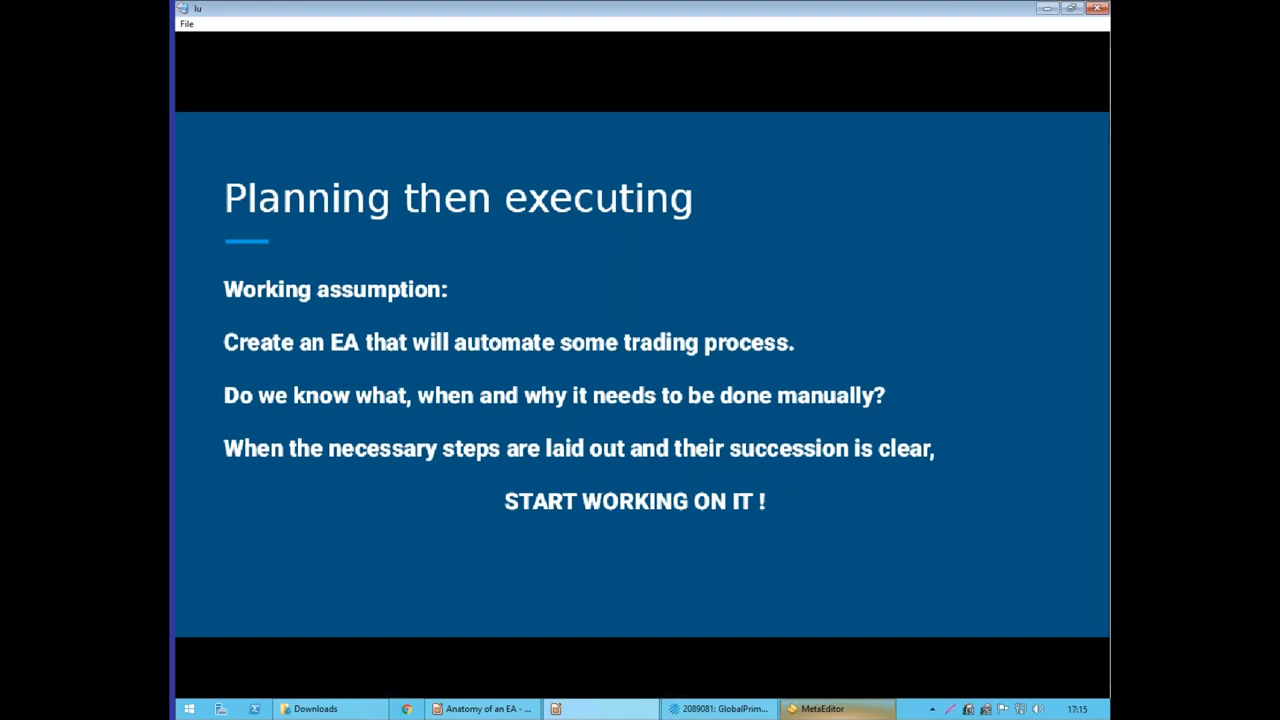 lu
File
Planning then executing
Working assumption:
Create an EA that will automate some trading process.
Do we know what, when and why it needs to be done manually?
When the necessary steps are laid out and their succession is clear,
START WORKING ON IT !
Downloads
Anatomy of an EA - ...
2089081: GlobalPrim...
MetaEditor
17:15